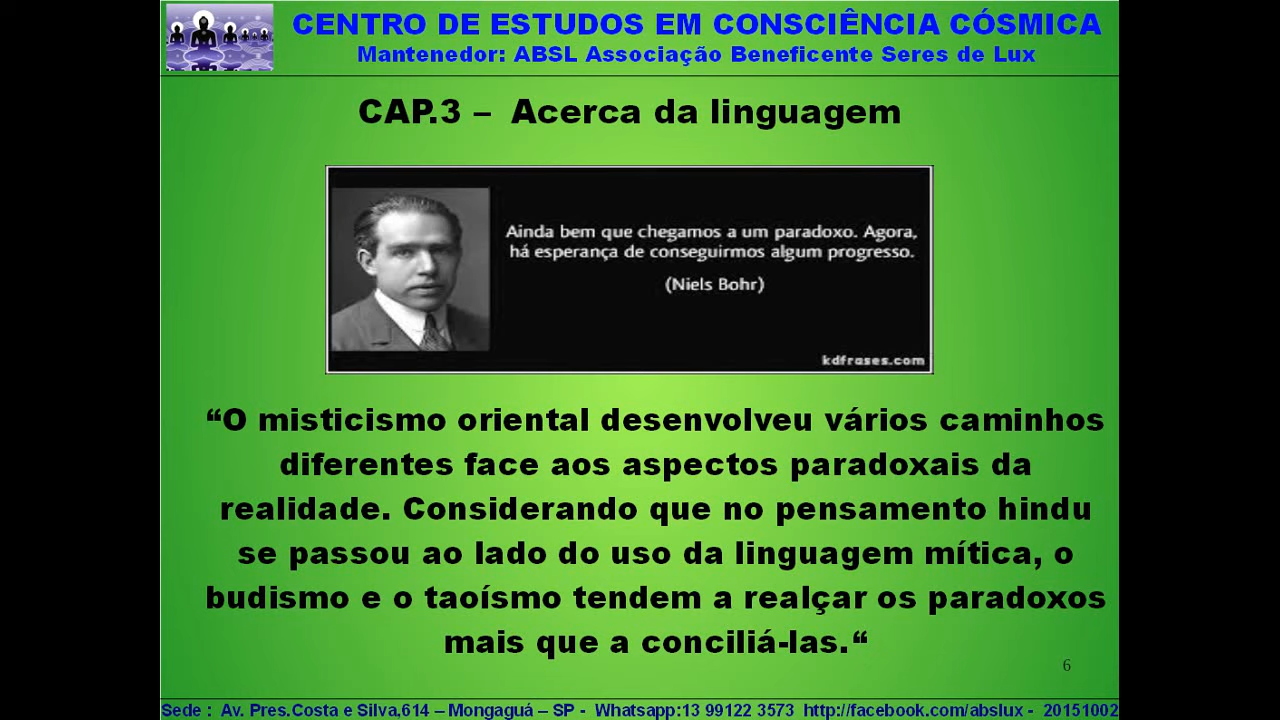 CENTRO DE ESTUDOS EM CONSCIÊNCIA CÓSMICA
Mantenedor: ABSL Associação Beneficente Seres de Lux
CAP.3 – Acerca da linguagem
Ainda bem que chegamos a um paradoxo. Agora,
há esperança de conseguirmos algum progresso.
(Niels Bohr)
kdfrases.com
“O misticismo oriental desenvolveu vários caminhos
diferentes face aos aspectos paradoxais da
realidade. Considerando que no pensamento hindu
se passou ao lado do uso da linguagem mítica, o
budismo e o taoísmo tendem a realçar os paradoxos
mais que a conciliá-las.“
6
Sede : Av. Pres.Costa e Silva,614 – Mongaguá – SP - Whatsapp:13 99122 3573 http://facebook.com/abslux - 20151002